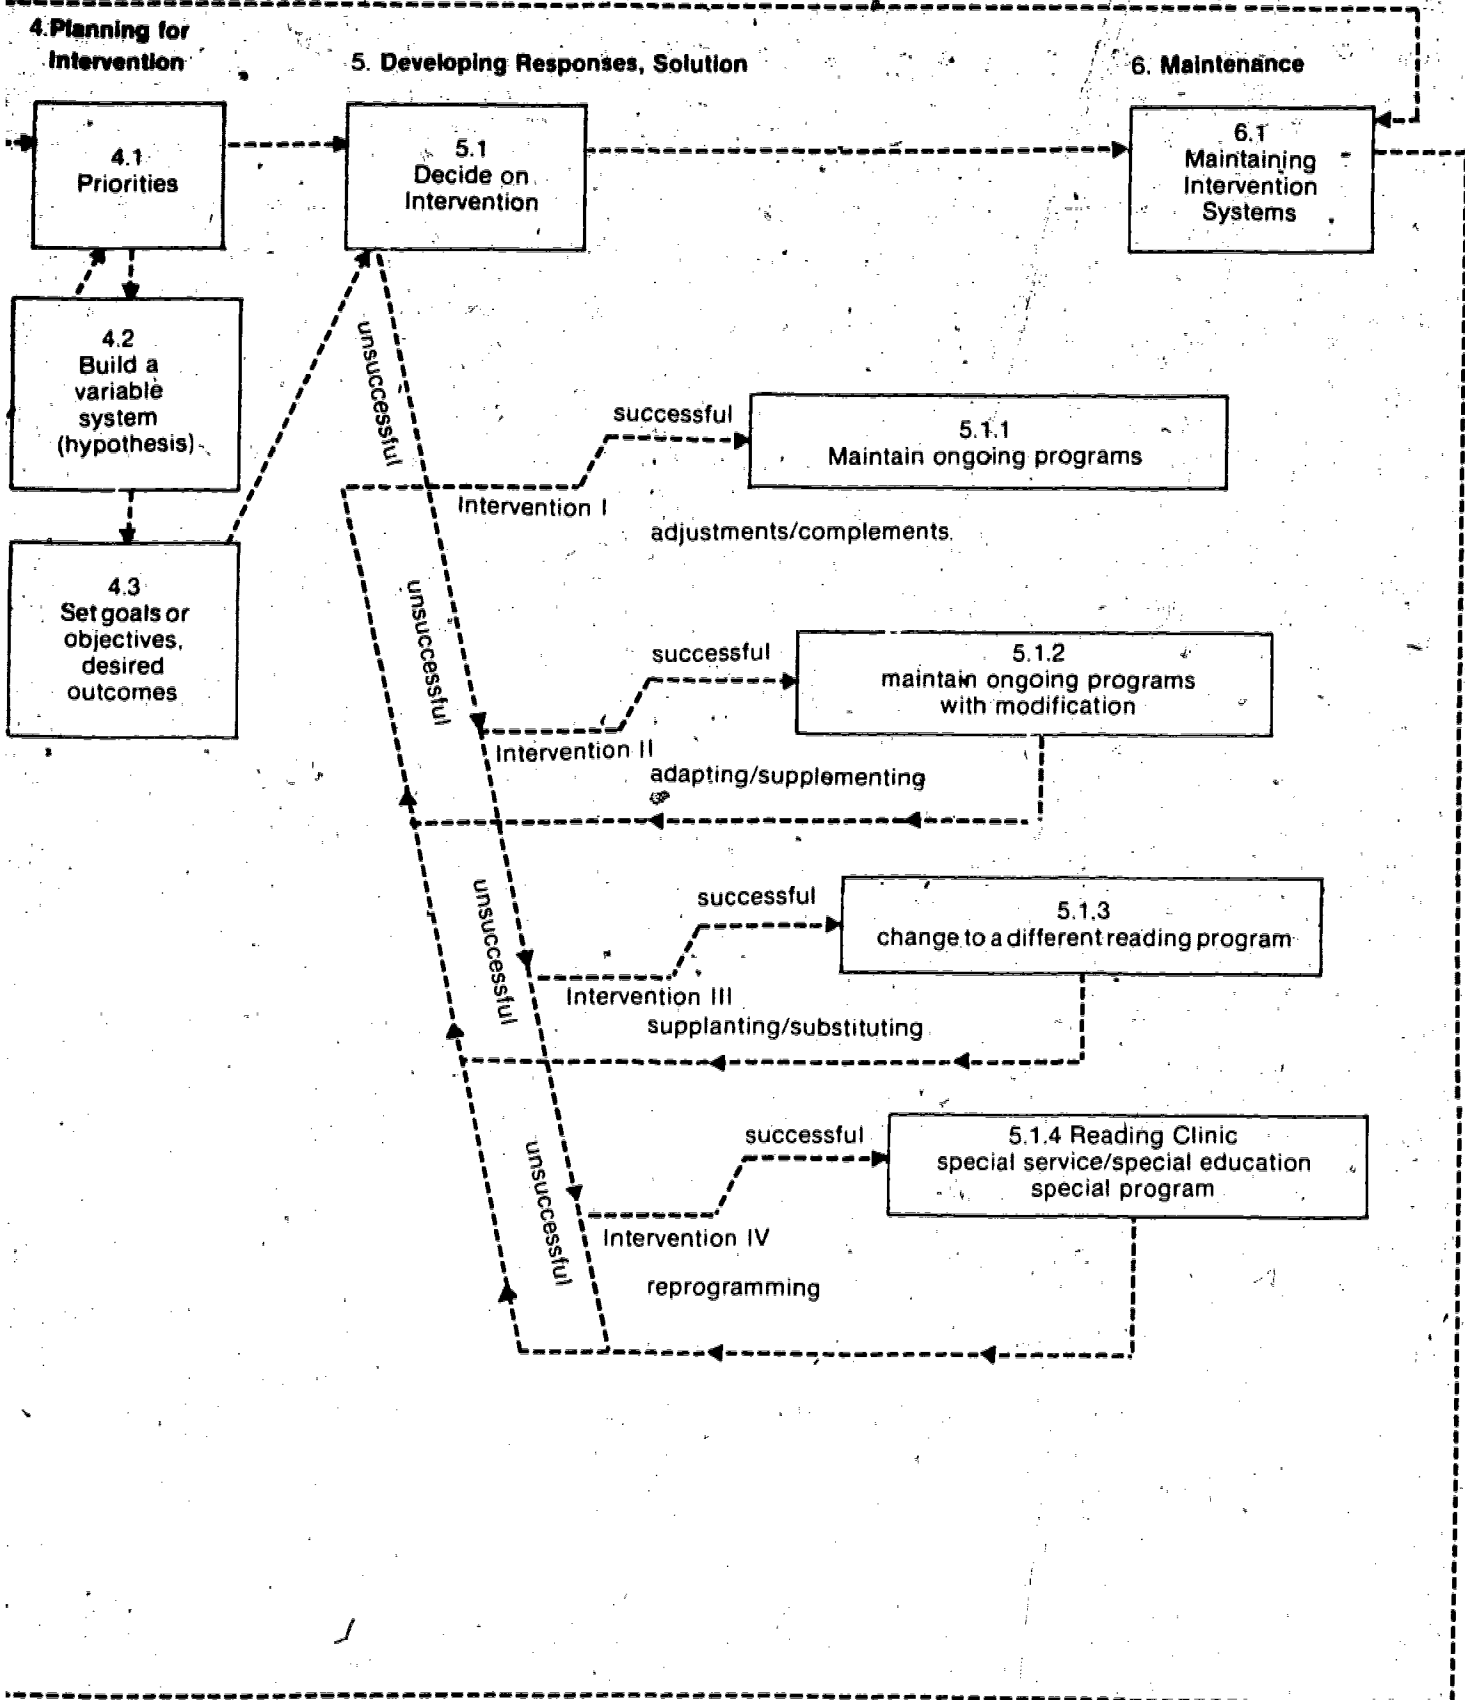 4. Planning for
Intervention
5. Developing Responses, Solution
6. Maintenance
4.1
Priorities
5.1
Decide on
Intervention
6.1
Maintaining
Intervention
Systems
4.2
Build a
variable
system
(hypothesis)
4.3
Set goals or
objectives,
desired
outcomes
unsuccessful
successful
5.1.1
Maintain ongoing programs
Intervention I
adjustments/complements
unsuccessful
successful
5.1.2
maintain ongoing programs
with modification
Intervention II
adapting/supplementing
unsuccessful
successful
5.1.3
change to a different reading program
Intervention III
supplanting/substituting
unsuccessful
successful
5.1.4 Reading Clinic
special service/special education
special program
Intervention IV
reprogramming